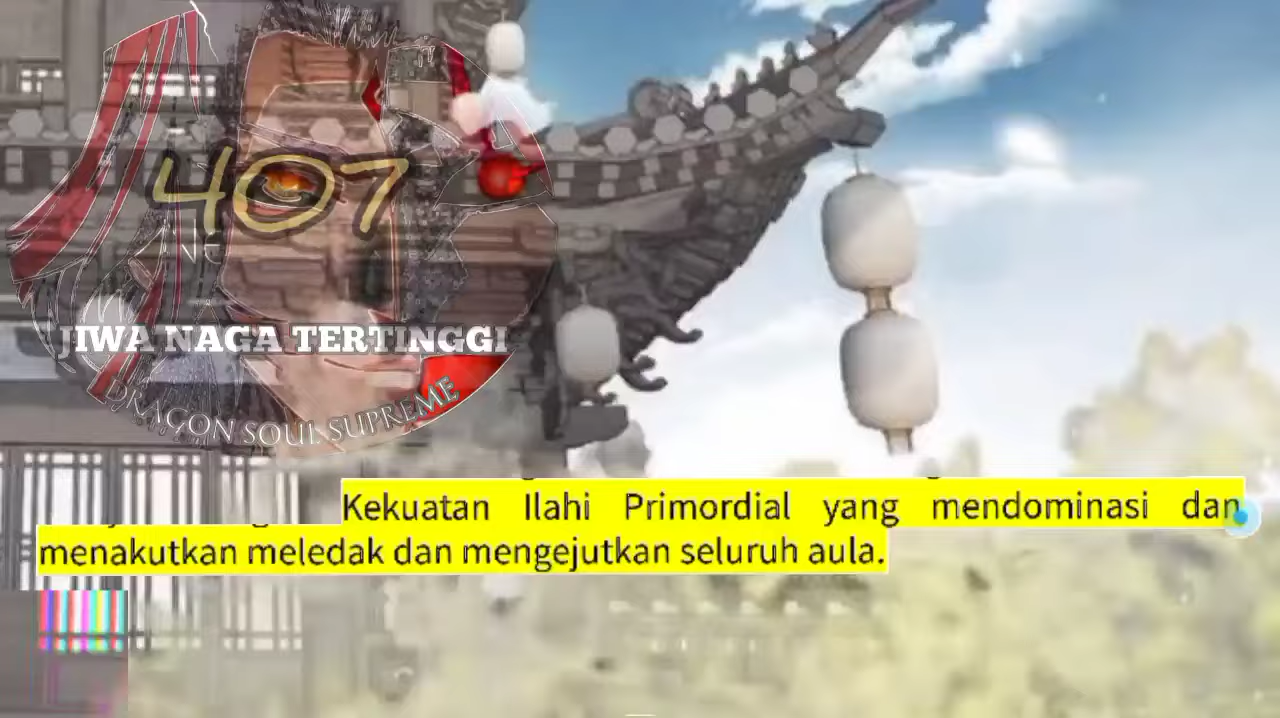 407
JIWA NAGA TERTINGGI
DRAGON SOUL SUPREME
Kekuatan Ilahi Primordial yang mendominasi dan
menakutkan meledak dan mengejutkan seluruh aula.